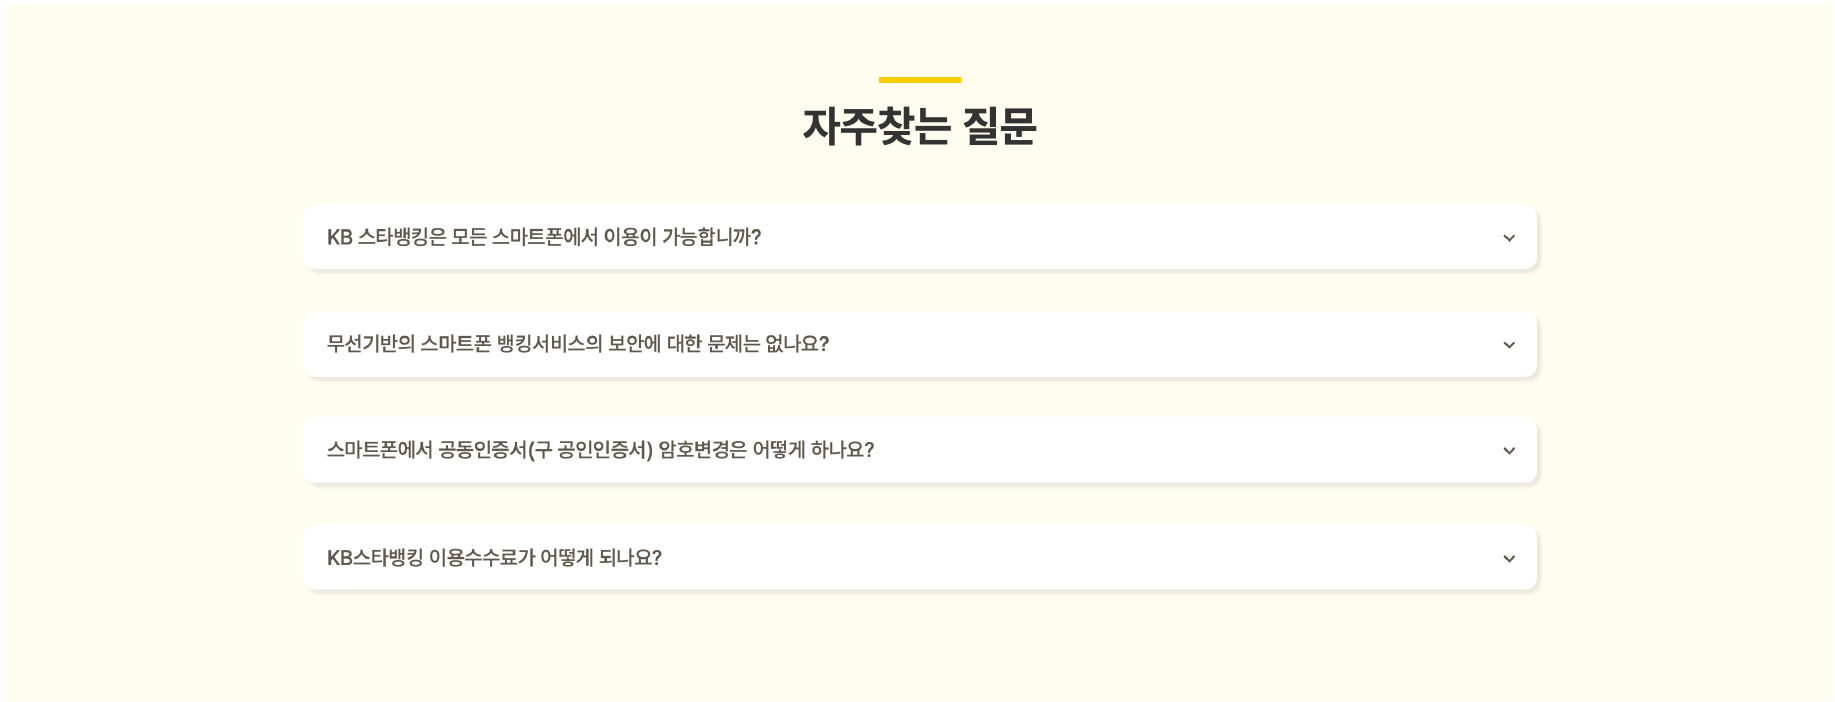 자주찾는 질문
KB 스타뱅킹은 모든 스마트폰에서 이용이 가능합니까?
무선기반의 스마트폰 뱅킹서비스의 보안에 대한 문제는 없나요?
스마트폰에서 공동인증서(구 공인인증서) 암호변경은 어떻게 하나요?
KB스타뱅킹 이용수수료가 어떻게 되나요?